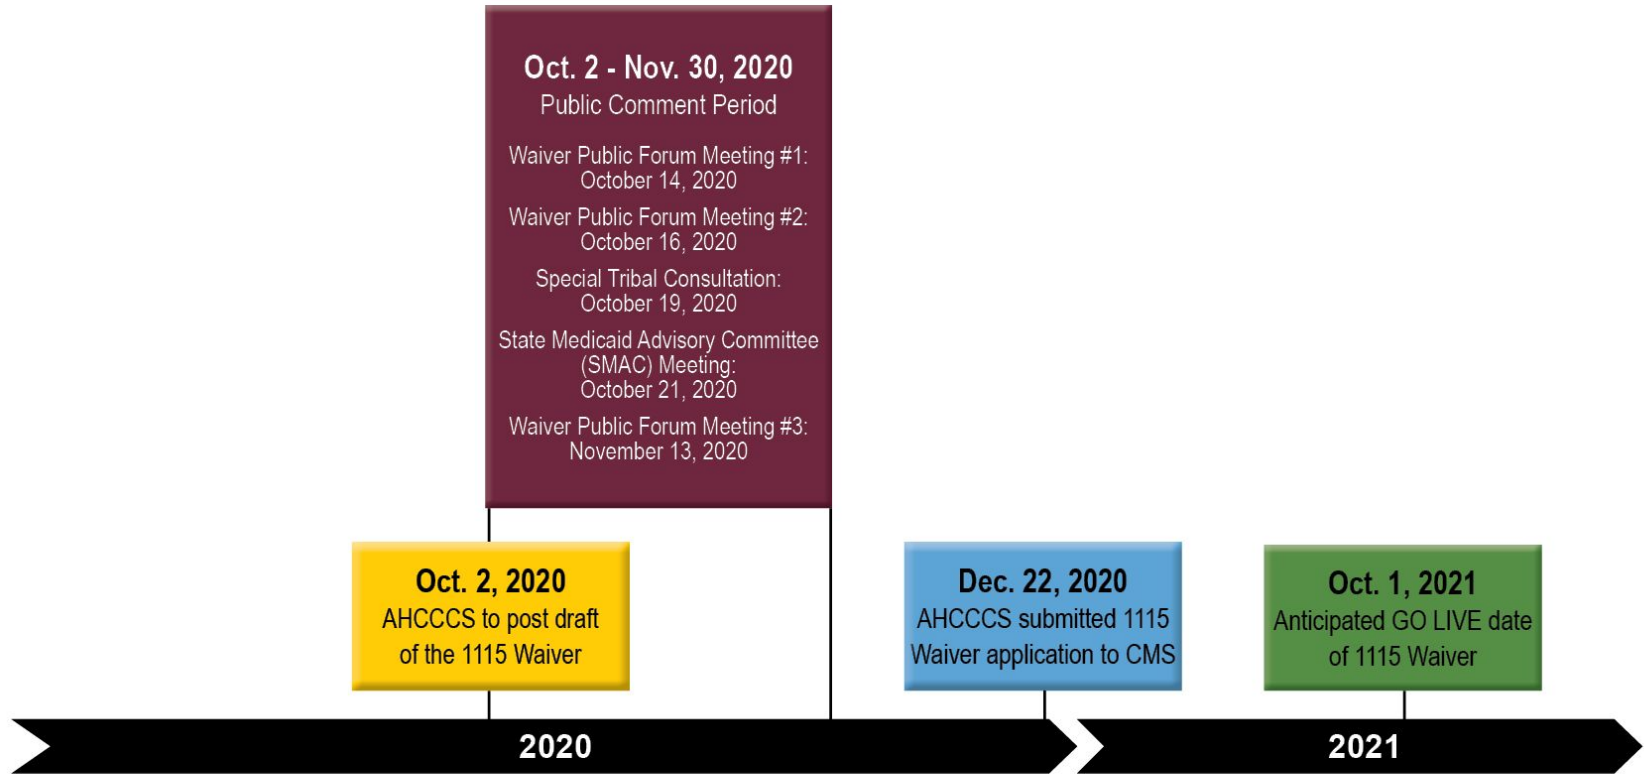 Oct. 2 - Nov. 30, 2020
Public Comment Period
Waiver Public Forum Meeting #1:
October 14, 2020
Waiver Public Forum Meeting #2:
October 16, 2020
Special Tribal Consultation:
October 19, 2020
State Medicaid Advisory Committee
(SMAC) Meeting:
October 21, 2020
Waiver Public Forum Meeting #3:
November 13, 2020
Oct. 2, 2020
AHCCCS to post draft
of the 1115 Waiver
Dec. 22, 2020
AHCCCS submitted 1115
Waiver application to CMS
Oct. 1, 2021
Anticipated GO LIVE date
of 1115 Waiver
2020
2021